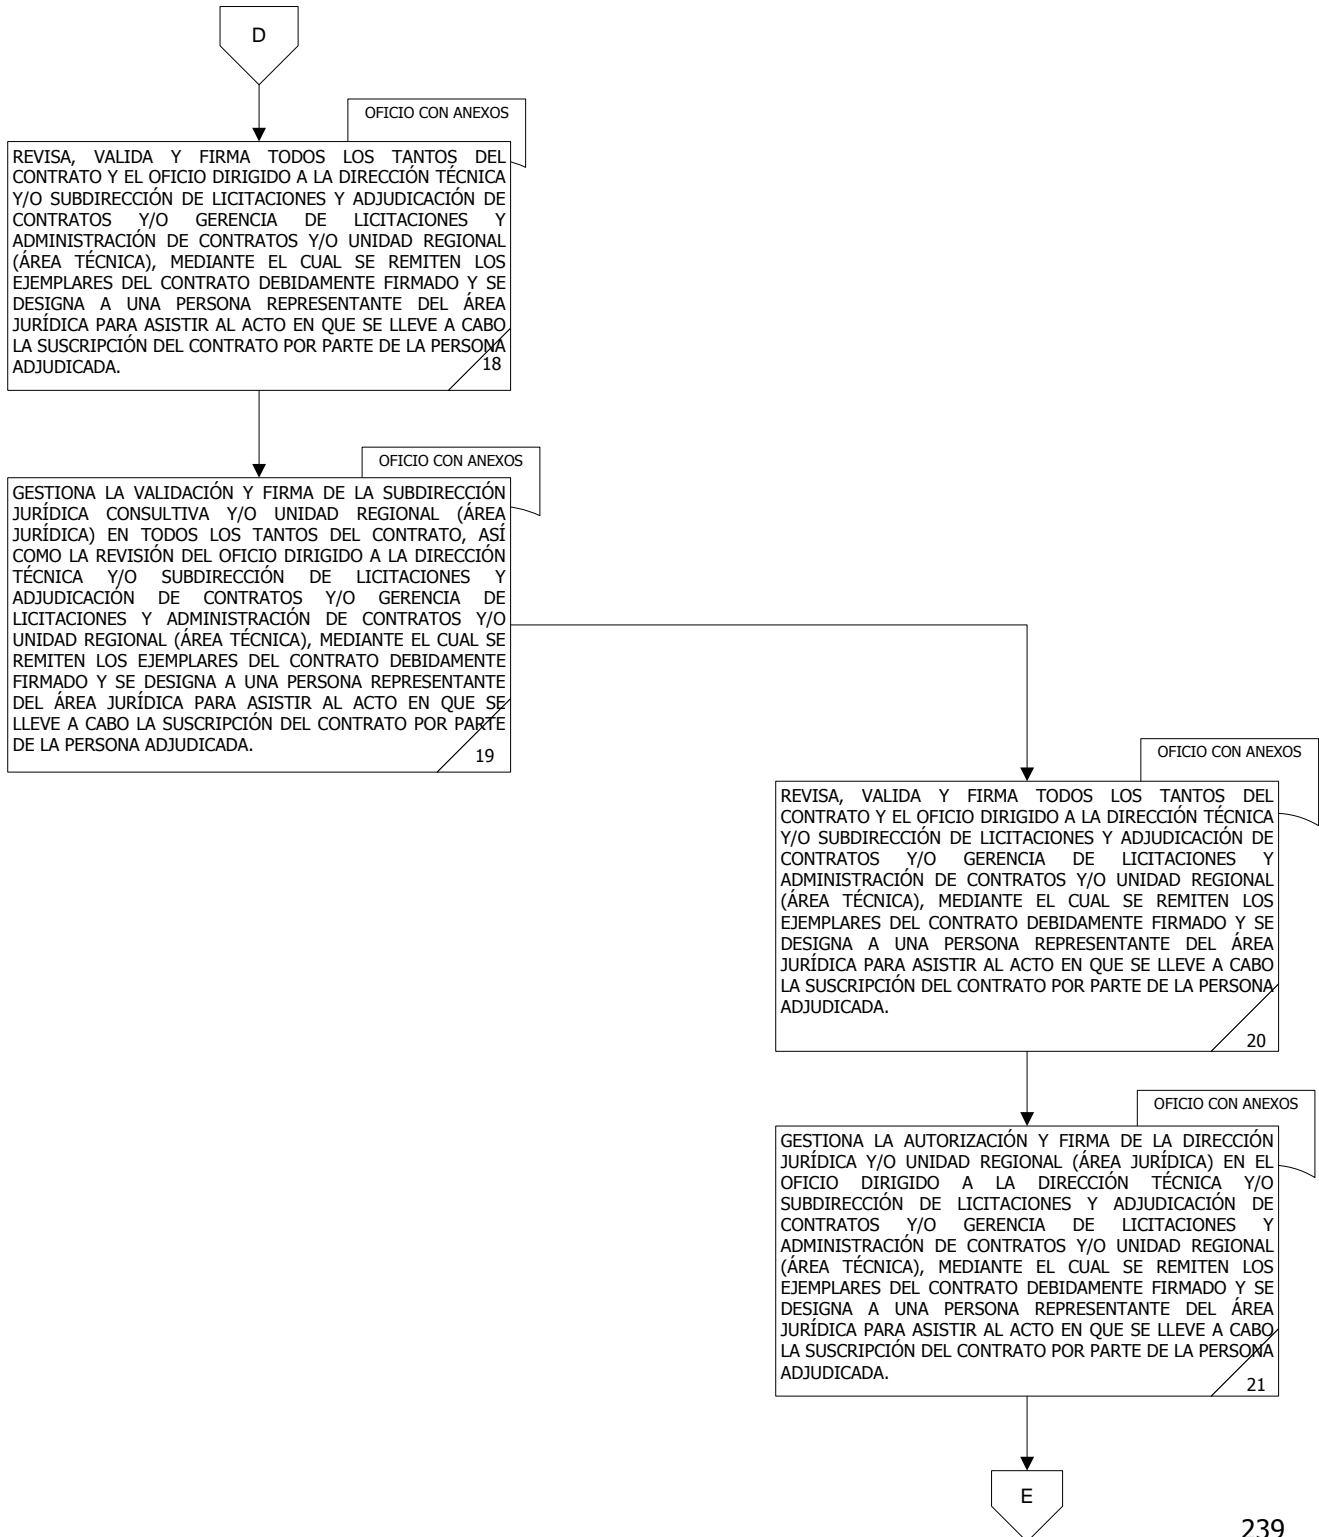 D
OFICIO CON ANEXOS
REVISA, VALIDA Y FIRMA TODOS LOS TANTOS DEL
CONTRATO Y EL OFICIO DIRIGIDO A LA DIRECCIÓN TÉCNICA
Y/O SUBDIRECCIÓN DE LICITACIONES Y ADJUDICACIÓN DE
CONTRATOS Y/O GERENCIA DE LICITACIONES Y
ADMINISTRACIÓN DE CONTRATOS Y/O UNIDAD REGIONAL
(ÁREA TÉCNICA), MEDIANTE EL CUAL SE REMITEN LOS
EJEMPLARES DEL CONTRATO DEBIDAMENTE FIRMADO Y SE
DESIGNA A UNA PERSONA REPRESENTANTE DEL ÁREA
JURÍDICA PARA ASISTIR AL ACTO EN QUE SE LLEVE A CABO
LA SUSCRIPCIÓN DEL CONTRATO POR PARTE DE LA PERSONA
ADJUDICADA.
18
OFICIO CON ANEXOS
GESTIONA LA VALIDACIÓN Y FIRMA DE LA SUBDIRECCIÓN
JURÍDICA CONSULTIVA Y/O UNIDAD REGIONAL (ÁREA
JURÍDICA) EN TODOS LOS TANTOS DEL CONTRATO, ASÍ
COMO LA REVISIÓN DEL OFICIO DIRIGIDO A LA DIRECCIÓN
TÉCNICA Y/O SUBDIRECCIÓN DE LICITACIONES Y
ADJUDICACIÓN DE CONTRATOS Y/O GERENCIA DE
LICITACIONES Y ADMINISTRACIÓN DE CONTRATOS Y/O
UNIDAD REGIONAL (ÁREA TÉCNICA), MEDIANTE EL CUAL SE
REMITEN LOS EJEMPLARES DEL CONTRATO DEBIDAMENTE
FIRMADO Y SE DESIGNA A UNA PERSONA REPRESENTANTE
DEL ÁREA JURÍDICA PARA ASISTIR AL ACTO EN QUE SE
LLEVE A CABO LA SUSCRIPCIÓN DEL CONTRATO POR PARTE
DE LA PERSONA ADJUDICADA.
19
OFICIO CON ANEXOS
REVISA, VALIDA Y FIRMA TODOS LOS TANTOS DEL
CONTRATO Y EL OFICIO DIRIGIDO A LA DIRECCIÓN TÉCNICA
Y/O SUBDIRECCIÓN DE LICITACIONES Y ADJUDICACIÓN DE
CONTRATOS Y/O GERENCIA DE LICITACIONES Y
ADMINISTRACIÓN DE CONTRATOS Y/O UNIDAD REGIONAL
(ÁREA TÉCNICA), MEDIANTE EL CUAL SE REMITEN LOS
EJEMPLARES DEL CONTRATO DEBIDAMENTE FIRMADO Y SE
DESIGNA A UNA PERSONA REPRESENTANTE DEL ÁREA
JURÍDICA PARA ASISTIR AL ACTO EN QUE SE LLEVE A CABO
LA SUSCRIPCIÓN DEL CONTRATO POR PARTE DE LA PERSONA
ADJUDICADA.
20
OFICIO CON ANEXOS
GESTIONA LA AUTORIZACIÓN Y FIRMA DE LA DIRECCIÓN
JURÍDICA Y/O UNIDAD REGIONAL (ÁREA JURÍDICA) EN EL
OFICIO DIRIGIDO A LA DIRECCIÓN TÉCNICA Y/O
SUBDIRECCIÓN DE LICITACIONES Y ADJUDICACIÓN DE
CONTRATOS Y/O GERENCIA DE LICITACIONES Y
ADMINISTRACIÓN DE CONTRATOS Y/O UNIDAD REGIONAL
(ÁREA TÉCNICA), MEDIANTE EL CUAL SE REMITEN LOS
EJEMPLARES DEL CONTRATO DEBIDAMENTE FIRMADO Y SE
DESIGNA A UNA PERSONA REPRESENTANTE DEL ÁREA
JURÍDICA PARA ASISTIR AL ACTO EN QUE SE LLEVE A CABO
LA SUSCRIPCIÓN DEL CONTRATO POR PARTE DE LA PERSONA
ADJUDICADA.
21
E
239